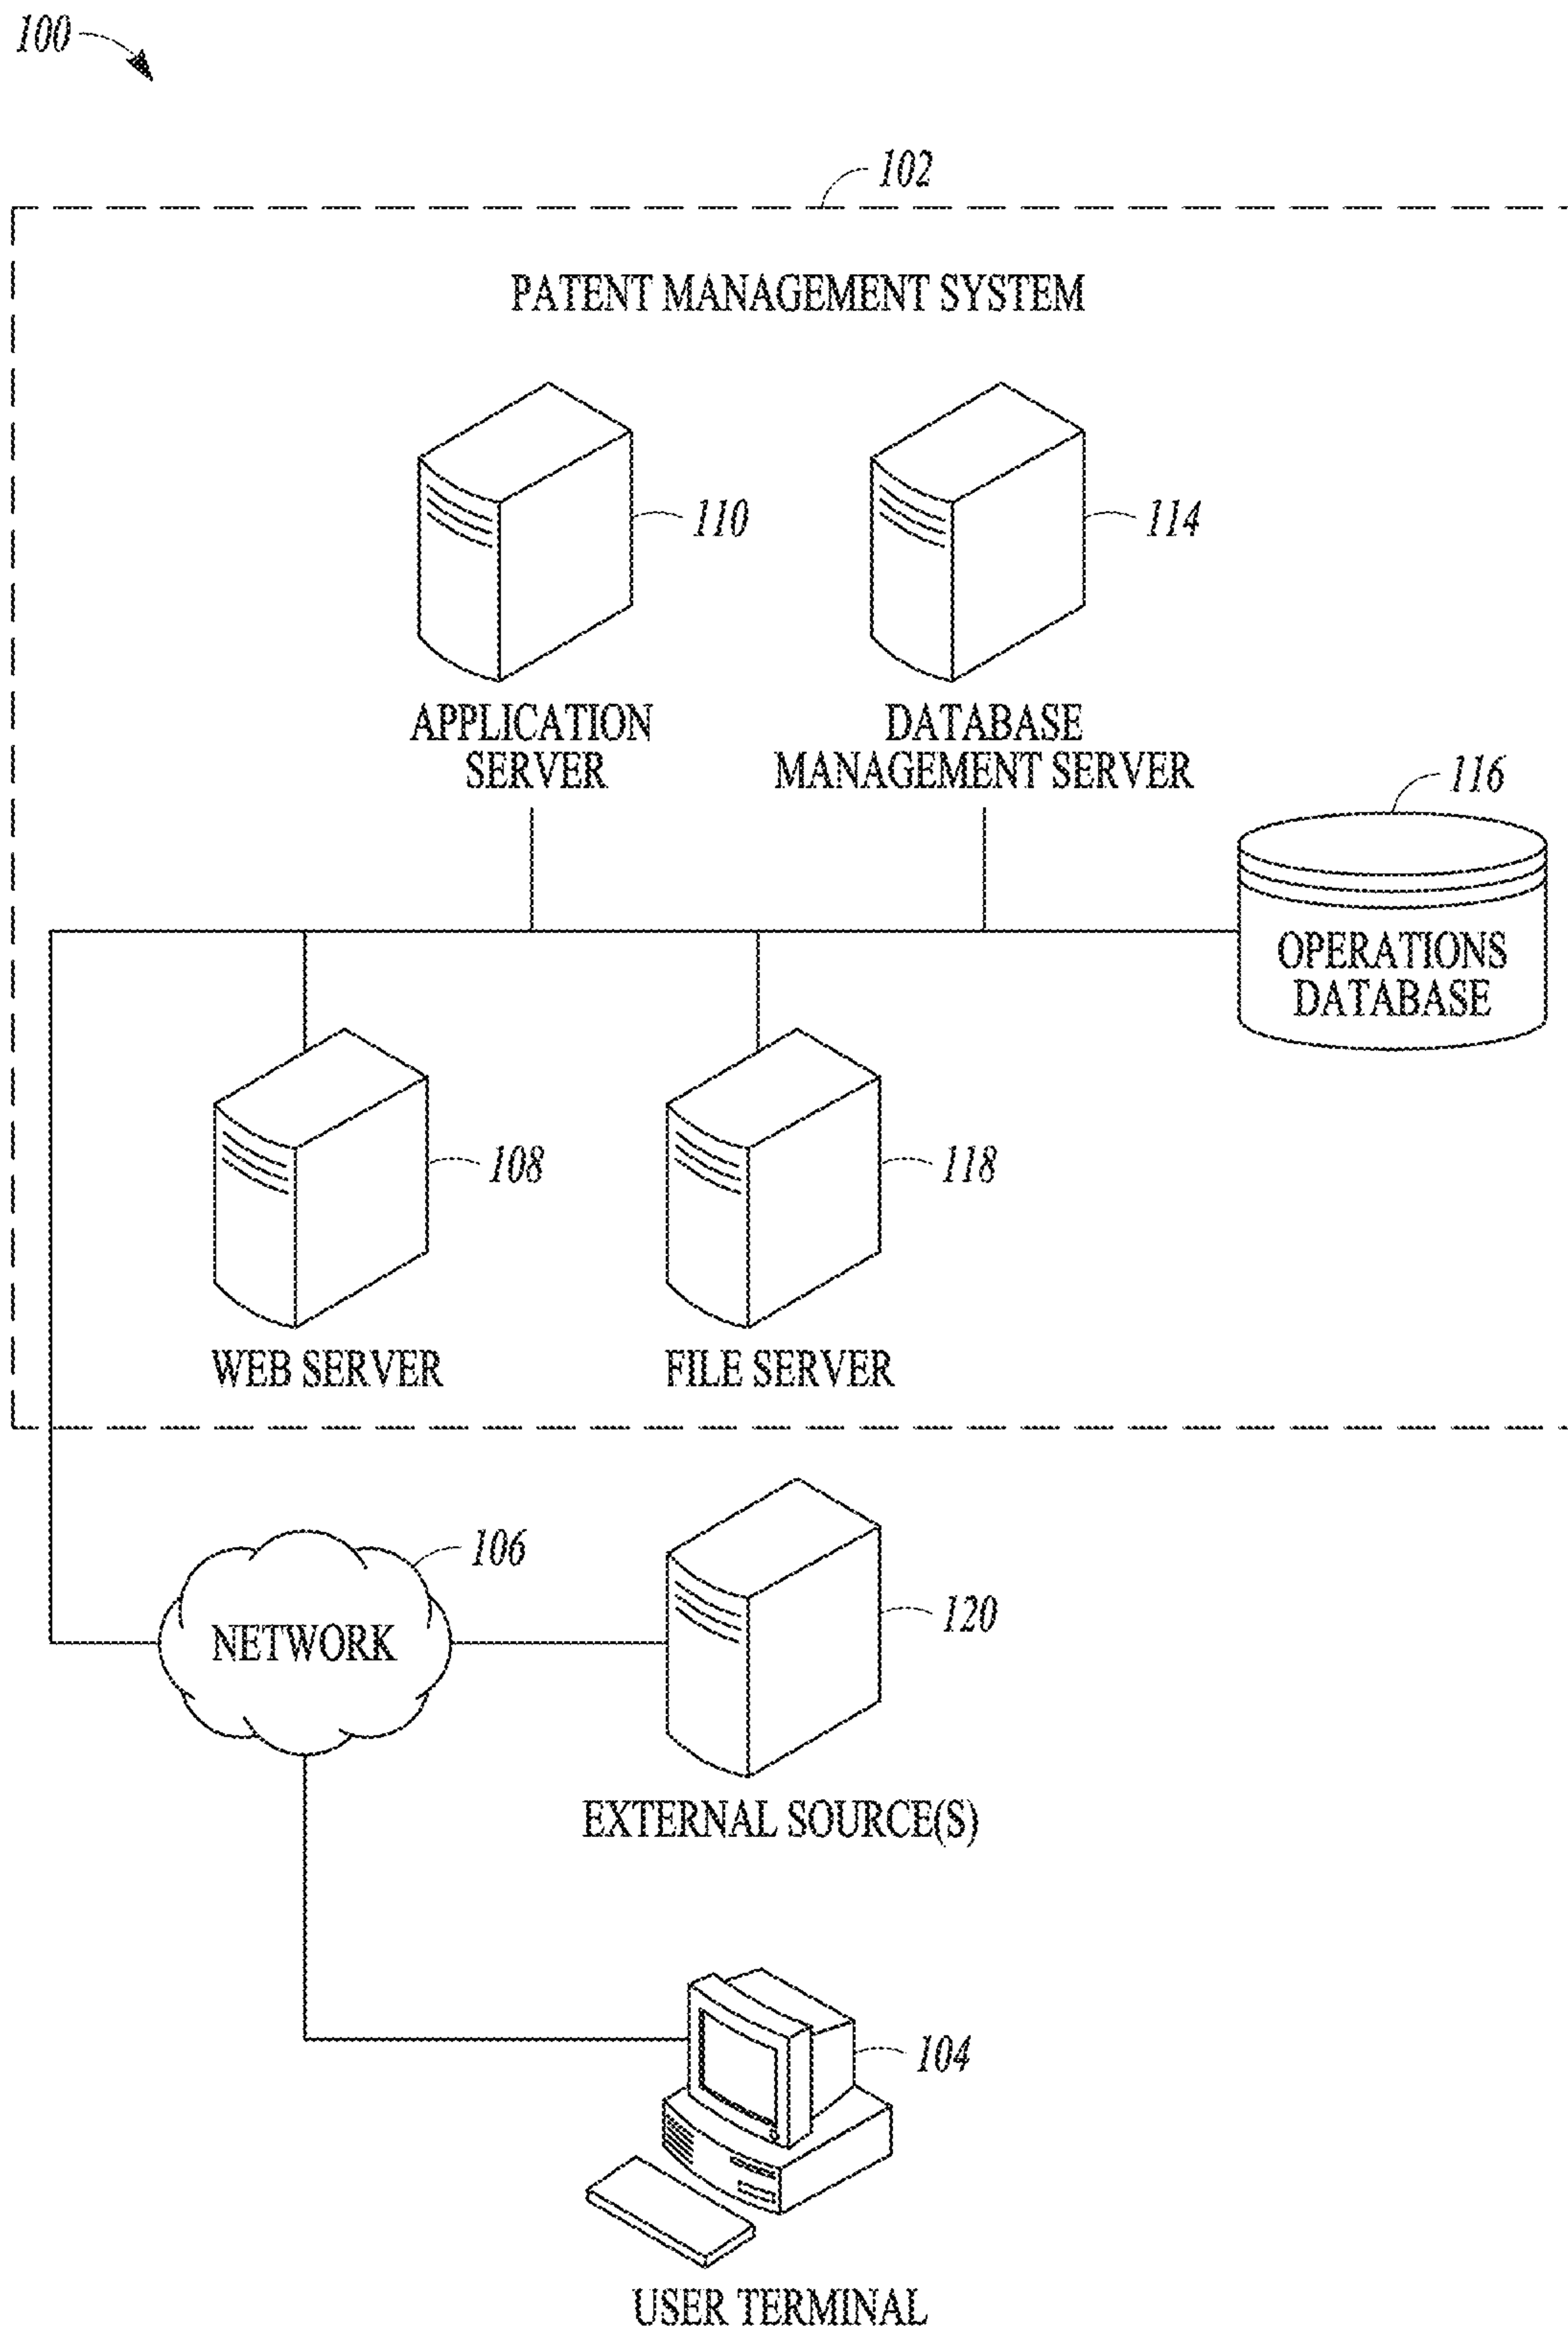 100
102
PATENT MANAGEMENT SYSTEM
110
114
APPLICATION
SERVER
DATABASE
MANAGEMENT SERVER
116
OPERATIONS
DATABASE
108
118
WEB SERVER
FILE SERVER
106
NETWORK
120
EXTERNAL SOURCE(S)
104
USER TERMINAL